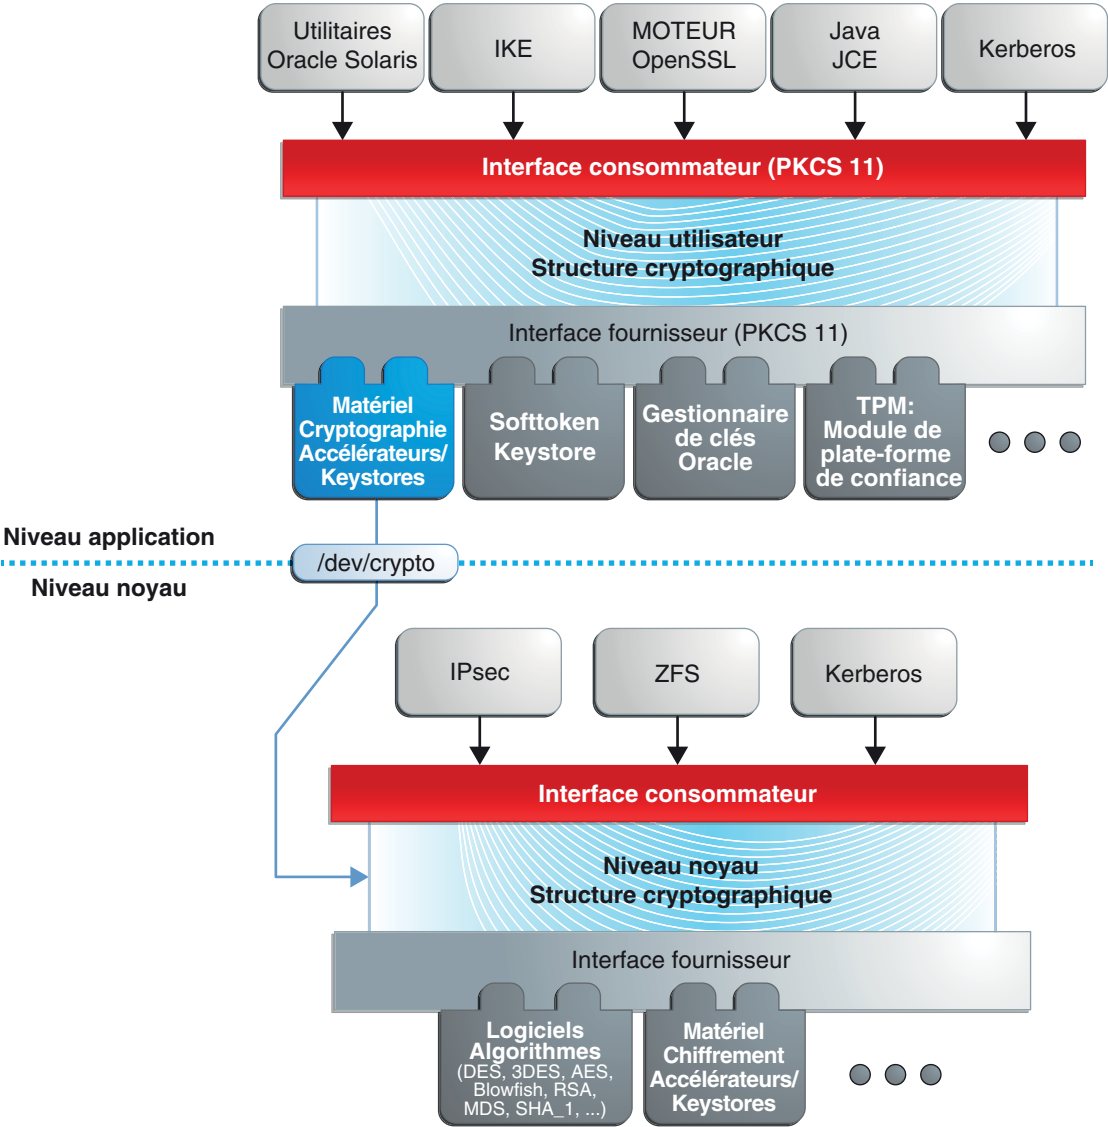 Utilitaires
Oracle Solaris
IKE
MOTEUR
OpenSSL
Java
JCE
Kerberos
Interface consommateur (PKCS 11)
Niveau utilisateur
Structure cryptographique
Interface fournisseur (PKCS 11)
Matériel
Cryptographie
Accélérateurs/
Keystores
Softtoken
Keystore
Gestionnaire
de clés
Oracle
TPM:
Module de
plate-forme
de confiance
Niveau application
/dev/crypto
Niveau noyau
IPsec
ZFS
Kerberos
Interface consommateur
Niveau noyau
Structure cryptographique
Interface fournisseur
Logiciels
Algorithmes
(DES, 3DES, AES,
Blowfish, RSA,
MDS, SHA_1, ...)
Matériel
Chiffrement
Accélérateurs/
Keystores